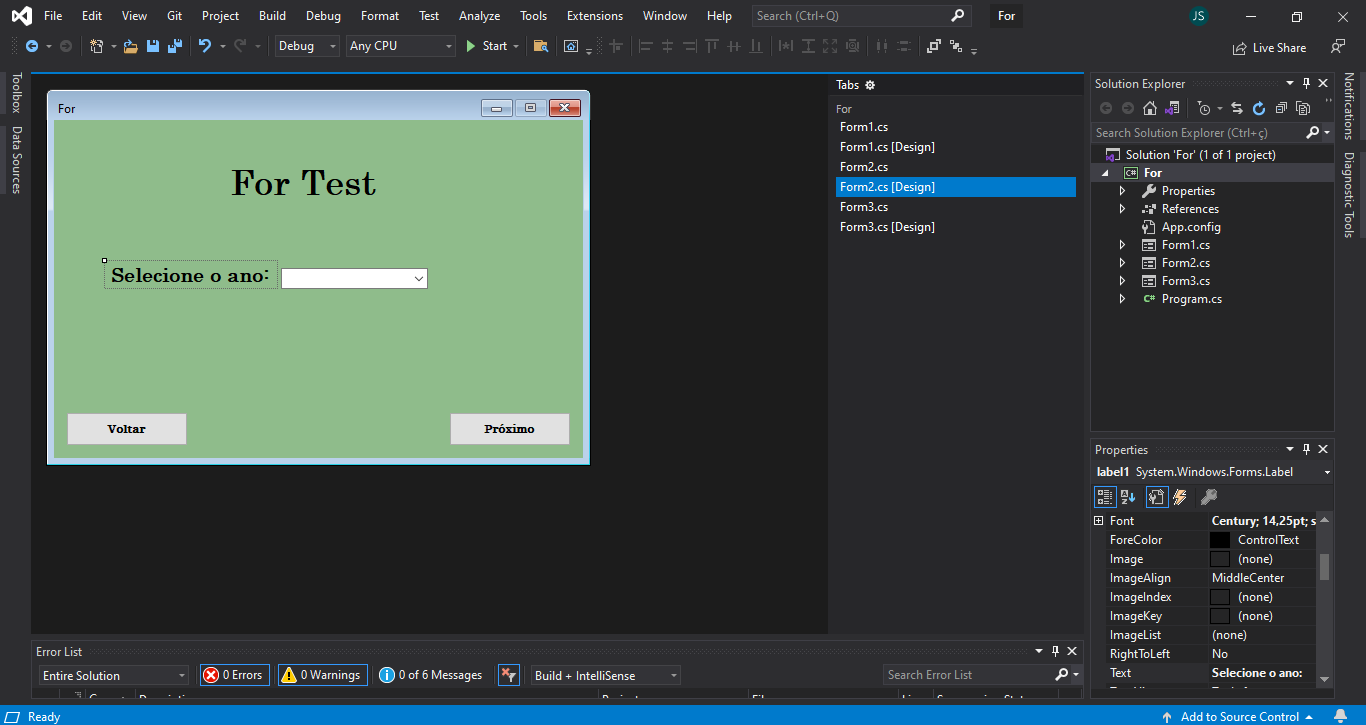 File Edit View Git Project Build Debug Format Test Analyze Tools Extensions Window Help Search (Ctrl+Q) For JS
Debug Any CPU Start Live Share
Toolbox
Data Sources
For
For Test
Selecione o ano:
Voltar Próximo
Tabs
For
Form1.cs
Form1.cs [Design]
Form2.cs
Form2.cs [Design]
Form3.cs
Form3.cs [Design]
Solution Explorer
Search Solution Explorer (Ctrl+ç)
Solution 'For' (1 of 1 project)
C# For
Properties
References
App.config
Form1.cs
Form2.cs
Form3.cs
C# Program.cs
Notifications
Diagnostic Tools
Properties
label1 System.Windows.Forms.Label
Font Century; 14,25pt; s
ForeColor ControlText
Image (none)
ImageAlign MiddleCenter
ImageIndex (none)
ImageKey (none)
ImageList (none)
RightToLeft No
Text Selecione o ano:
Error List
Entire Solution 0 Errors 0 Warnings 0 of 6 Messages Build + IntelliSense Search Error List
Ready Add to Source Control